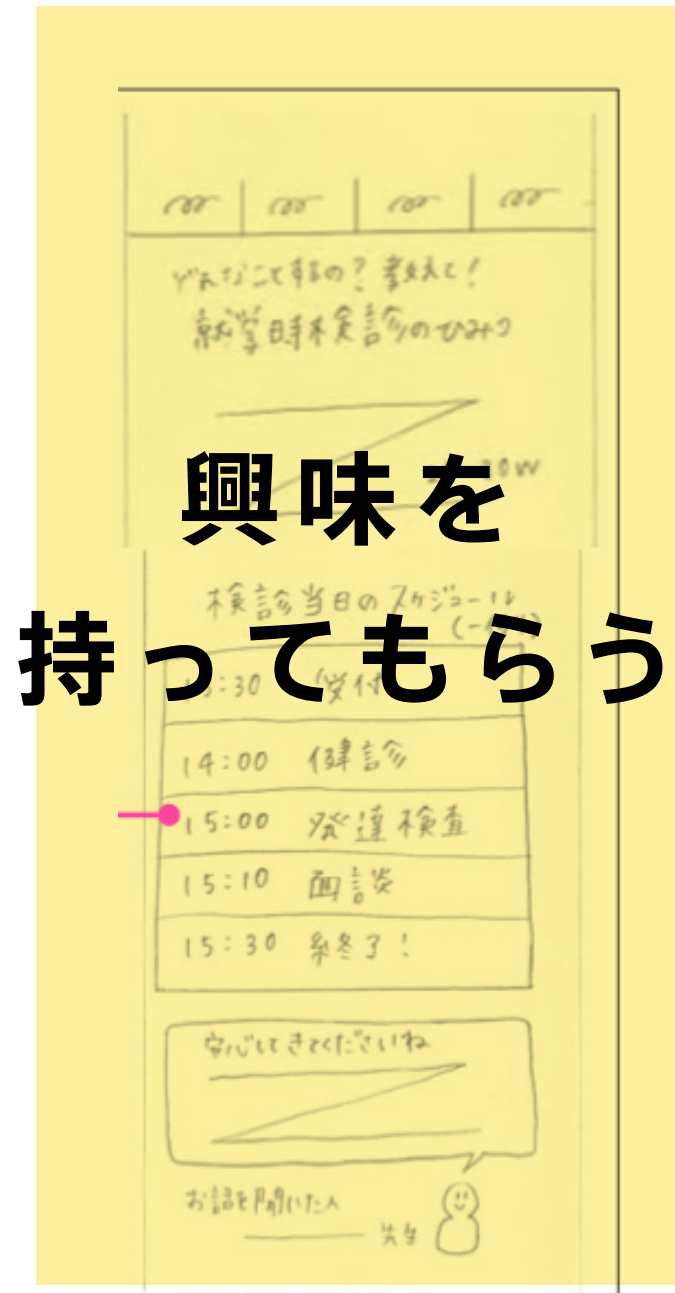 どんなことするの？教えて！
就学時検診のひみつ
検診当日のスケジュール
興味を
持ってもらう
:30 受付
14:00 健診
15:00 発達検査
15:10 面談
15:30 終了！
安心してきてくださいね
お話を聞いた人
先生